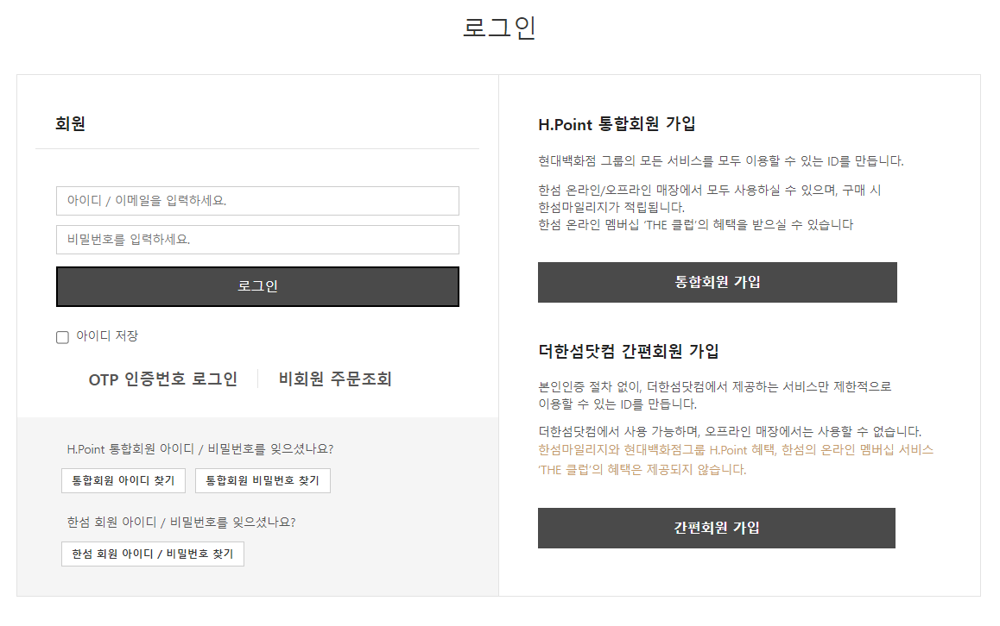 로그인
회원
아이디 / 이메일을 입력하세요.
비밀번호를 입력하세요.
로그인
아이디 저장
OTP 인증번호 로그인
비회원 주문조회
H.Point 통합회원 아이디 / 비밀번호를 잊으셨나요?
통합회원 아이디 찾기
통합회원 비밀번호 찾기
한섬 회원 아이디 / 비밀번호를 잊으셨나요?
한섬 회원 아이디 / 비밀번호 찾기
H.Point 통합회원 가입
현대백화점 그룹의 모든 서비스를 모두 이용할 수 있는 ID를 만듭니다.
한섬 온라인/오프라인 매장에서 모두 사용하실 수 있으며, 구매 시
한섬마일리지가 적립됩니다.
한섬 온라인 멤버십 ‘THE 클럽’의 혜택을 받으실 수 있습니다
통합회원 가입
더한섬닷컴 간편회원 가입
본인인증 절차 없이, 더한섬닷컴에서 제공하는 서비스만 제한적으로
이용할 수 있는 ID를 만듭니다.
더한섬닷컴에서 사용 가능하며, 오프라인 매장에서는 사용할 수 없습니다.
한섬마일리지와 현대백화점그룹 H.Point 혜택, 한섬의 온라인 멤버십 서비스
‘THE 클럽’의 혜택은 제공되지 않습니다.
간편회원 가입